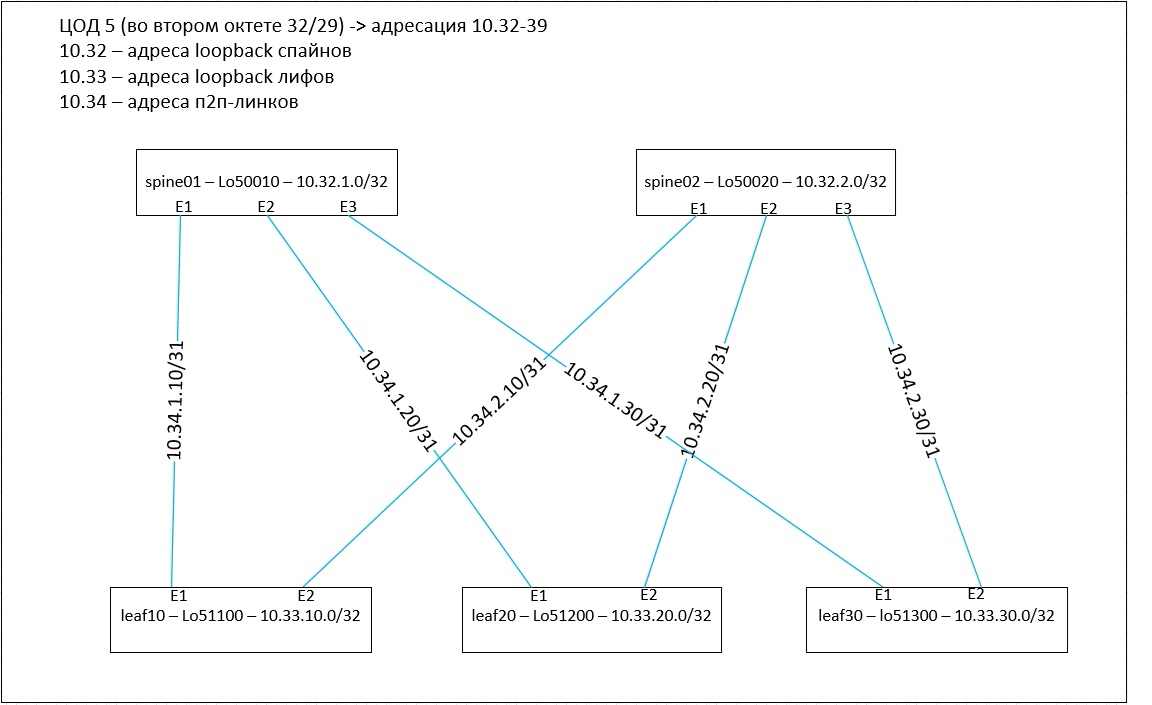 ЦОД 5 (во втором октете 32/29) -> адресация 10.32-39
10.32 – адреса loopback спайнов
10.33 – адреса loopback лифов
10.34 – адреса п2п-линков
spine01 – Lo50010 – 10.32.1.0/32
E1 E2 E3
spine02 – Lo50020 – 10.32.2.0/32
E1 E2 E3
10.34.1.10/31
10.34.1.20/31
10.34.2.10/31
10.34.1.30/31
10.34.2.20/31
10.34.2.30/31
E1 E2
leaf10 – Lo51100 – 10.33.10.0/32
E1 E2
leaf20 – Lo51200 – 10.33.20.0/32
E1 E2
leaf30 – lo51300 – 10.33.30.0/32